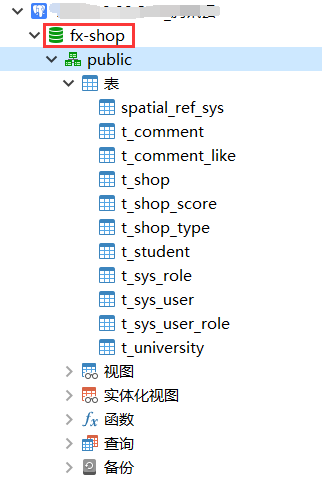 fx-shop
public
表
spatial_ref_sys
t_comment
t_comment_like
t_shop
t_shop_score
t_shop_type
t_student
t_sys_role
t_sys_user
t_sys_user_role
t_university
视图
实体化视图
fx 函数
查询
备份